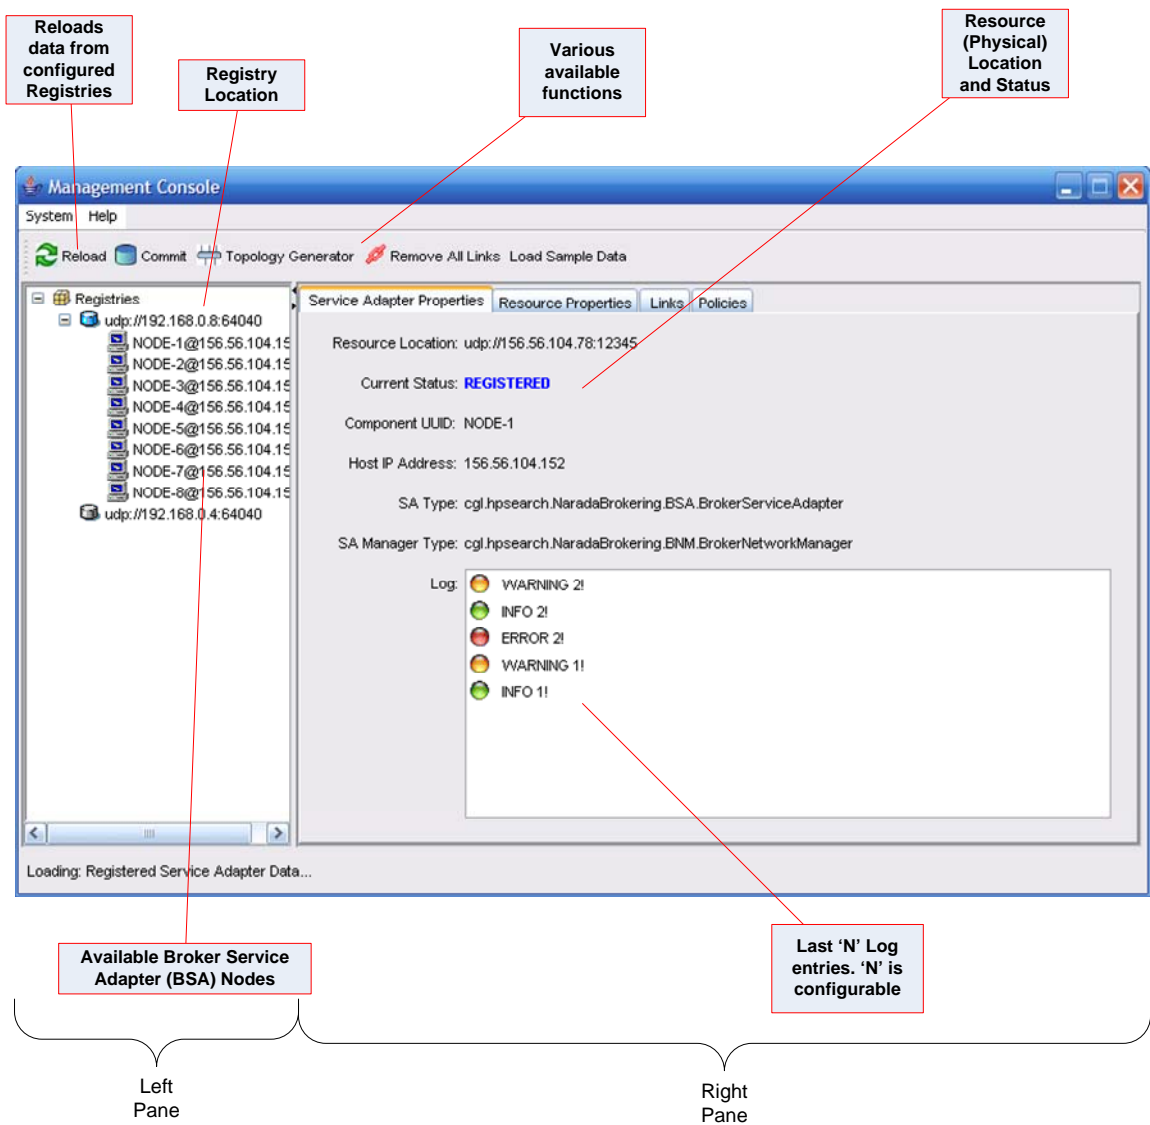 Reloads
data from
configured
Registries
Registry
Location
Various
available
functions
Resource
(Physical)
Location
and Status
Management Console
System Help
Reload Commit Topology Generator Remove All Links Load Sample Data
Registries
udp://192.168.0.8:64040
NODE-1@156.56.104.15
NODE-2@156.56.104.15
NODE-3@156.56.104.15
NODE-4@156.56.104.15
NODE-5@156.56.104.15
NODE-6@156.56.104.15
NODE-7@156.56.104.15
NODE-8@156.56.104.15
udp://192.168.0.4:64040
Service Adapter Properties Resource Properties Links Policies
Resource Location: udp://156.56.104.78:12345
Current Status: REGISTERED
Component UUID: NODE-1
Host IP Address: 156.56.104.152
SA Type: cgl.hpsearch.NaradaBrokering.BSA.BrokerServiceAdapter
SA Manager Type: cgl.hpsearch.NaradaBrokering.BNM.BrokerNetworkManager
Log: WARNING 2!
INFO 2!
ERROR 2!
WARNING 1!
INFO 1!
Loading: Registered Service Adapter Data...
Available Broker Service
Adapter (BSA) Nodes
Last ‘N’ Log
entries. ‘N’ is
configurable
Left
Pane
Right
Pane